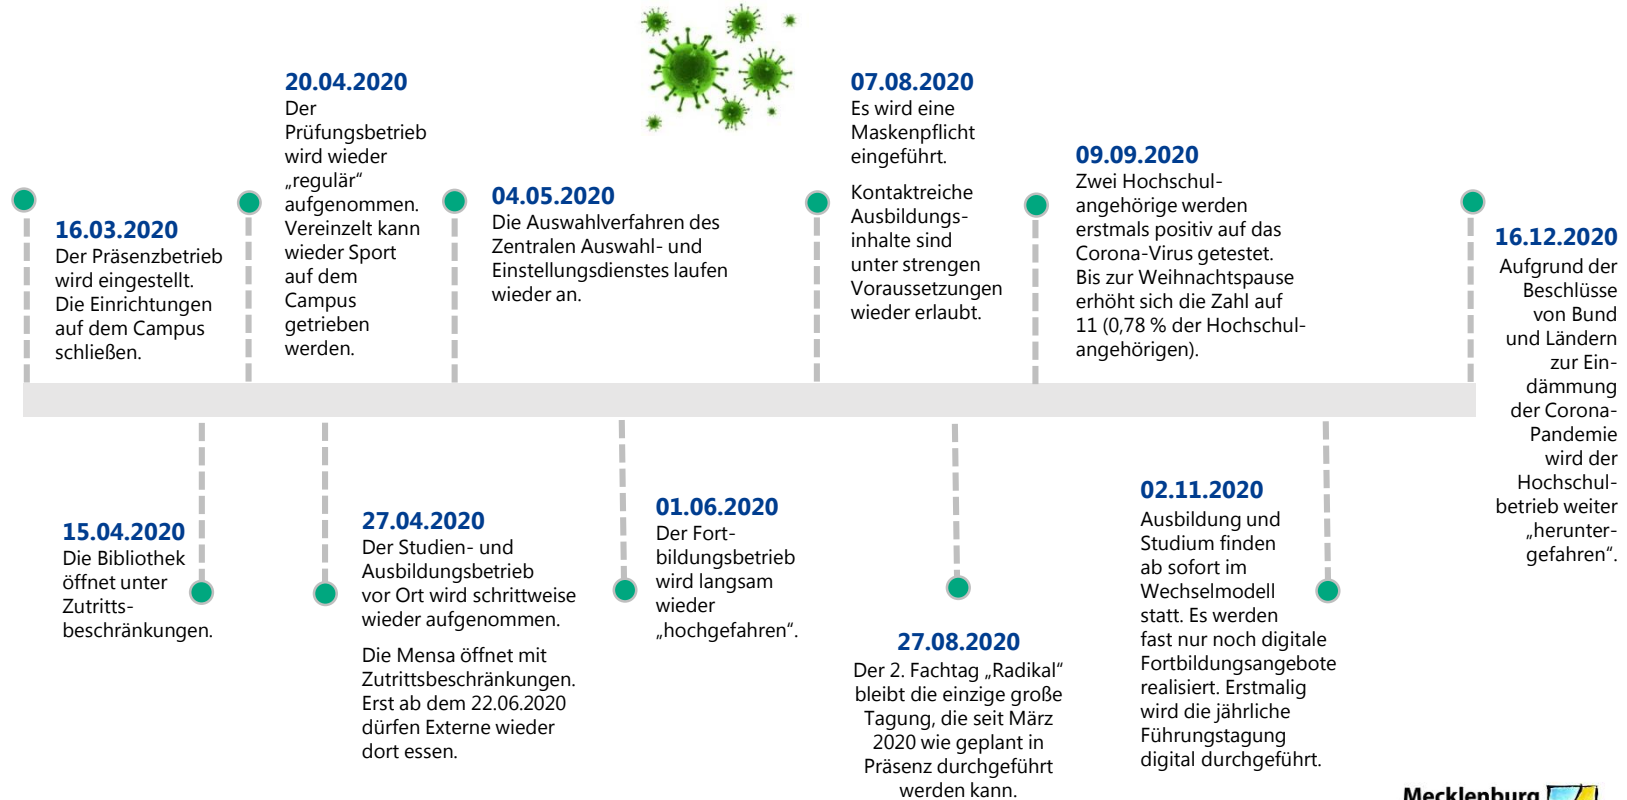 16.03.2020
Der Präsenzbetrieb
wird eingestellt.
Die Einrichtungen
auf dem Campus
schließen.
15.04.2020
Die Bibliothek
öffnet unter
Zutritts-
beschränkungen.
20.04.2020
Der
Prüfungsbetrieb
wird wieder
„regulär“
aufgenommen.
Vereinzelt kann
wieder Sport
auf dem
Campus
getrieben
werden.
27.04.2020
Der Studien- und
Ausbildungsbetrieb
vor Ort wird schrittweise
wieder aufgenommen.
Die Mensa öffnet mit
Zutrittsbeschränkungen.
Erst ab dem 22.06.2020
dürfen Externe wieder
dort essen.
04.05.2020
Die Auswahlverfahren des
Zentralen Auswahl- und
Einstellungsdienstes laufen
wieder an.
01.06.2020
Der Fort-
bildungsbetrieb
wird langsam
wieder
„hochgefahren“.
07.08.2020
Es wird eine
Maskenpflicht
eingeführt.
Kontaktreiche
Ausbildungs-
inhalte sind
unter strengen
Voraussetzungen
wieder erlaubt.
27.08.2020
Der 2. Fachtag „Radikal“
bleibt die einzige große
Tagung, die seit März
2020 wie geplant in
Präsenz durchgeführt
werden kann.
09.09.2020
Zwei Hochschul-
angehörige werden
erstmals positiv auf das
Corona-Virus getestet.
Bis zur Weihnachtspause
erhöht sich die Zahl auf
11 (0,78 % der Hochschul-
angehörigen).
02.11.2020
Ausbildung und
Studium finden
ab sofort im
Wechselmodell
statt. Es werden
fast nur noch digitale
Fortbildungsangebote
realisiert. Erstmalig
wird die jährliche
Führungstagung
digital durchgeführt.
16.12.2020
Aufgrund der
Beschlüsse
von Bund
und Ländern
zur Ein-
dämmung
der Corona-
Pandemie
wird der
Hochschul-
betrieb weiter
„herunter-
gefahren“.
Mecklenburg